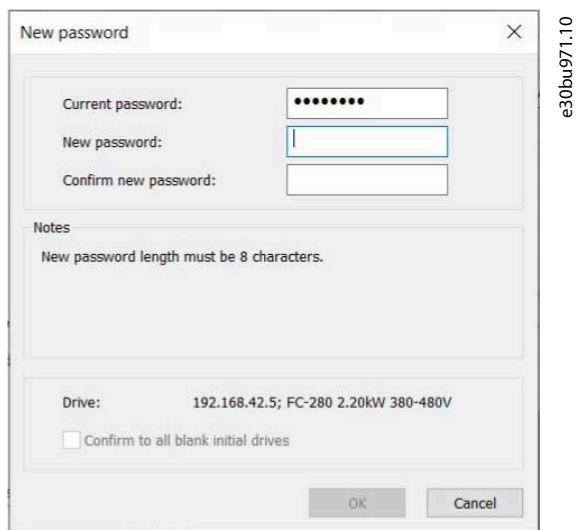 New password
Current password:
••••••••
New password:
Confirm new password:
Notes
New password length must be 8 characters.
Drive: 192.168.42.5; FC-280 2.20kW 380-480V
Confirm to all blank initial drives
OK Cancel
e30bu971.10